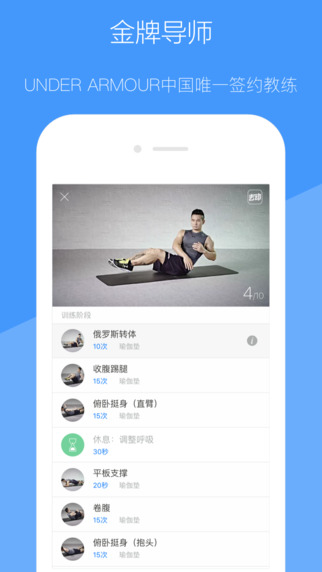 金牌导师
UNDER ARMOUR中国唯一签约教练
4/10
训练阶段
俄罗斯转体
10次 瑜伽垫
收腹踢腿
15次 瑜伽垫
俯卧挺身（直臂）
15次 瑜伽垫
休息：调整呼吸
30秒
平板支撑
20秒 瑜伽垫
卷腹
15次 瑜伽垫
俯卧挺身（抱头）
15次 瑜伽垫